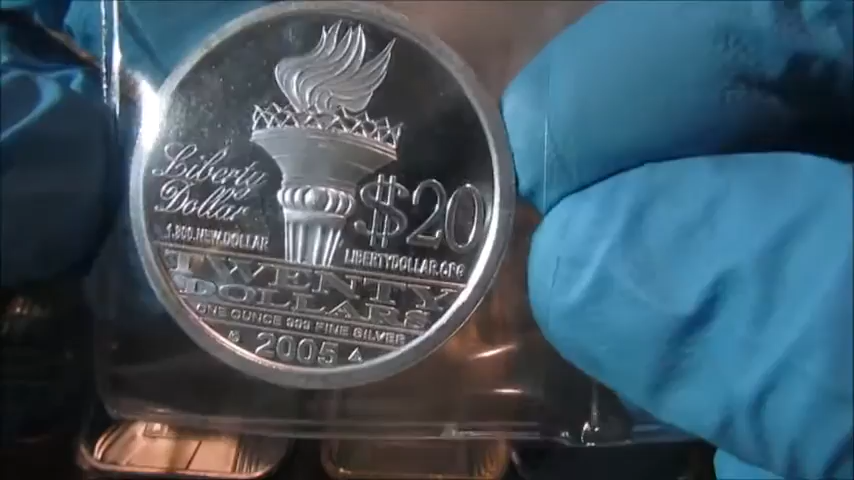 Liberty
Dollar
$20
1.800.NEW.DOLLAR
LIBERTYDOLLAR.ORG
TWENTY
DOLLARS
ONE OUNCE 999 FINE SILVER
2005